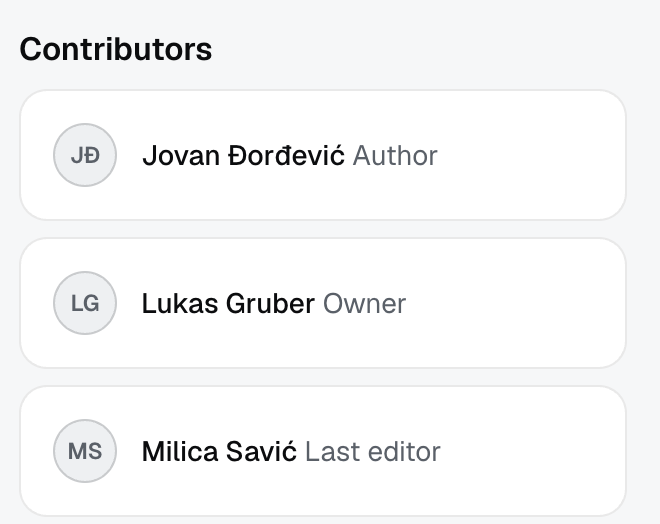 Contributors
JĐ
Jovan Đorđević Author
LG
Lukas Gruber Owner
MS
Milica Savić Last editor